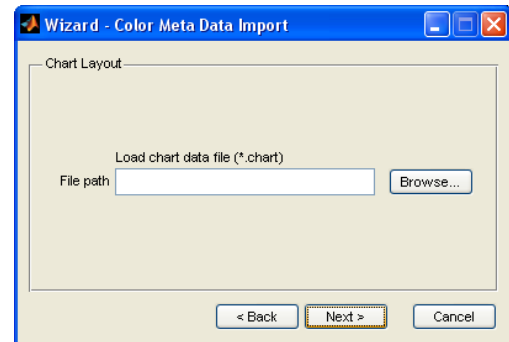 Wizard - Color Meta Data Import
Chart Layout
Load chart data file (*.chart)
File path Browse...
< Back Next > Cancel